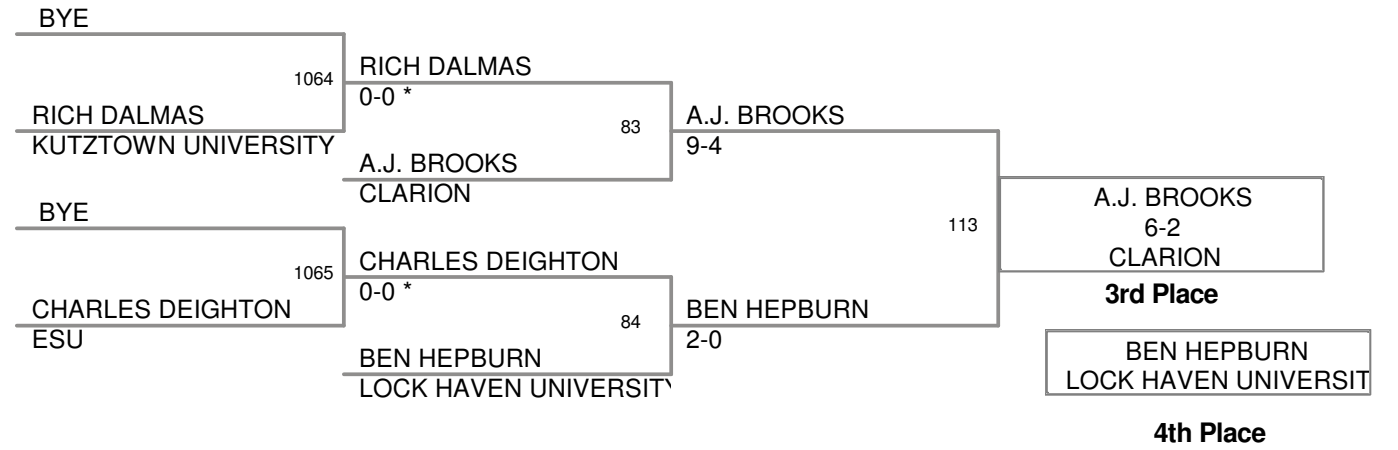 BYE
1064
RICH DALMAS
KUTZTOWN UNIVERSITY
RICH DALMAS
0-0 *
83
A.J. BROOKS
CLARION
A.J. BROOKS
9-4
BYE
1065
CHARLES DEIGHTON
ESU
CHARLES DEIGHTON
0-0 *
84
BEN HEPBURN
LOCK HAVEN UNIVERSITY
BEN HEPBURN
2-0
113
A.J. BROOKS
6-2
CLARION
3rd Place
BEN HEPBURN
LOCK HAVEN UNIVERSIT
4th Place